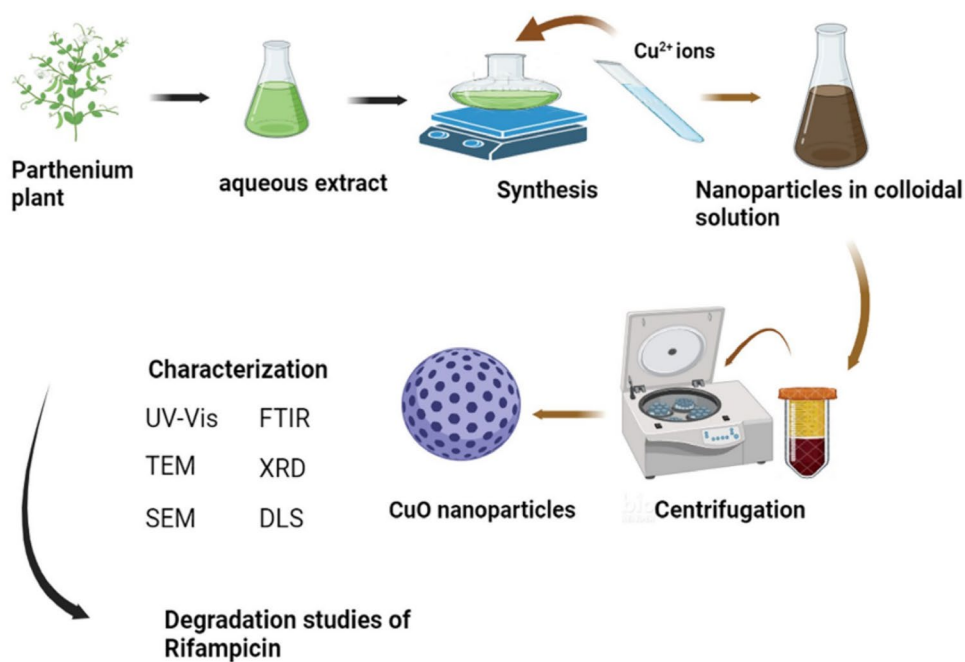 Cu²⁺ ions
Parthenium
plant
aqueous extract
Synthesis
Nanoparticles in colloidal
solution
Characterization
UV-Vis FTIR
TEM XRD
SEM DLS
CuO nanoparticles
Centrifugation
Degradation studies of
Rifampicin